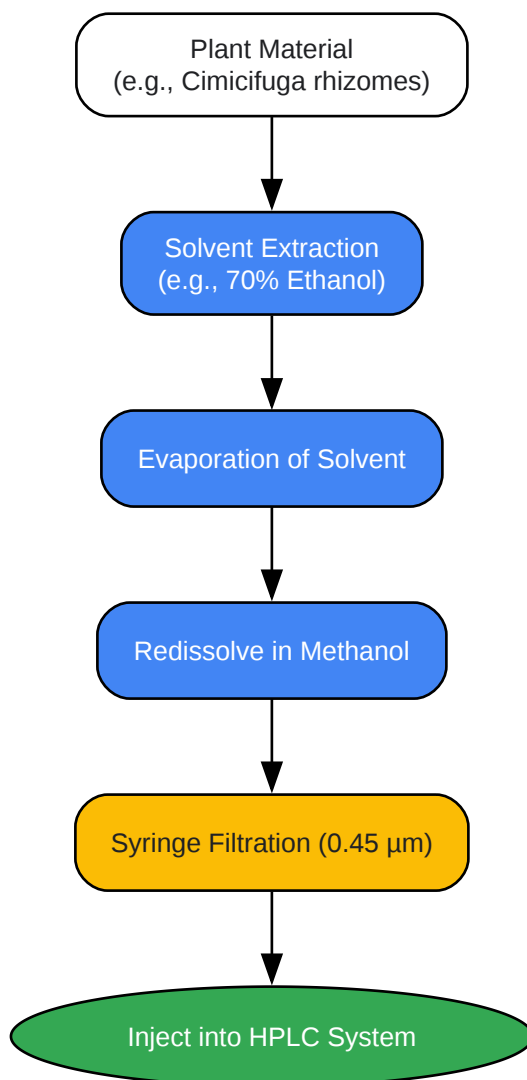 Plant Material
(e.g., Cimicifuga rhizomes)
Solvent Extraction
(e.g., 70% Ethanol)
Evaporation of Solvent
Redissolve in Methanol
Syringe Filtration (0.45 µm)
Inject into HPLC System